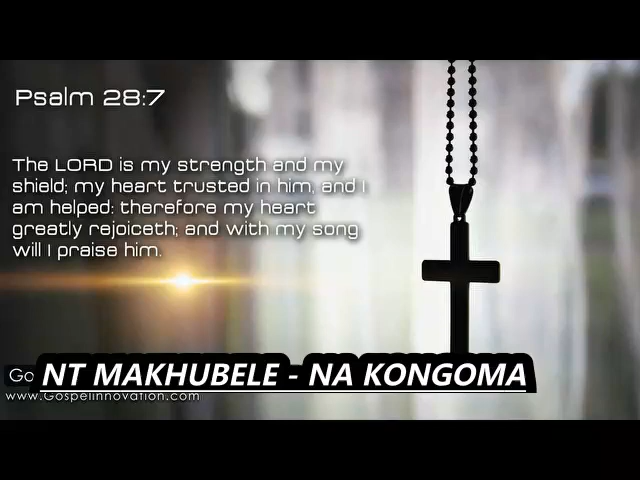 Psalm 28:7
The LORD is my strength and my
shield; my heart trusted in him, and I
am helped: therefore my heart
greatly rejoiceth; and with my song
will I praise him.
Go NT MAKHUBELE - NA KONGOMA
www.GospelInnovation.com